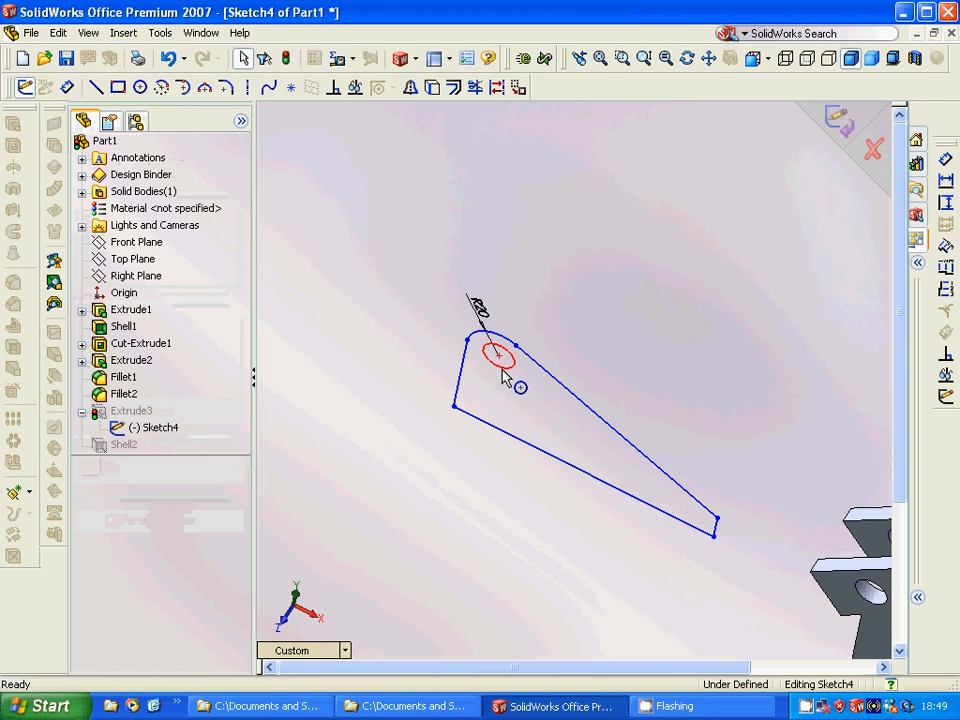 SolidWorks Office Premium 2007 - [Sketch4 of Part1 *]
File Edit View Insert Tools Window Help
SolidWorks Search
Part1
Annotations
Design Binder
Solid Bodies(1)
Material <not specified>
Lights and Cameras
Front Plane
Top Plane
Right Plane
Origin
Extrude1
Shell1
Cut-Extrude1
Extrude2
Fillet1
Fillet2
Extrude3
(-) Sketch4
Shell2
R20
Y
X
Z
Custom
Ready
Under Defined
Editing Sketch4
Start
C:\Documents and S...
C:\Documents and S...
SolidWorks Office Pr...
Flashing
18:49